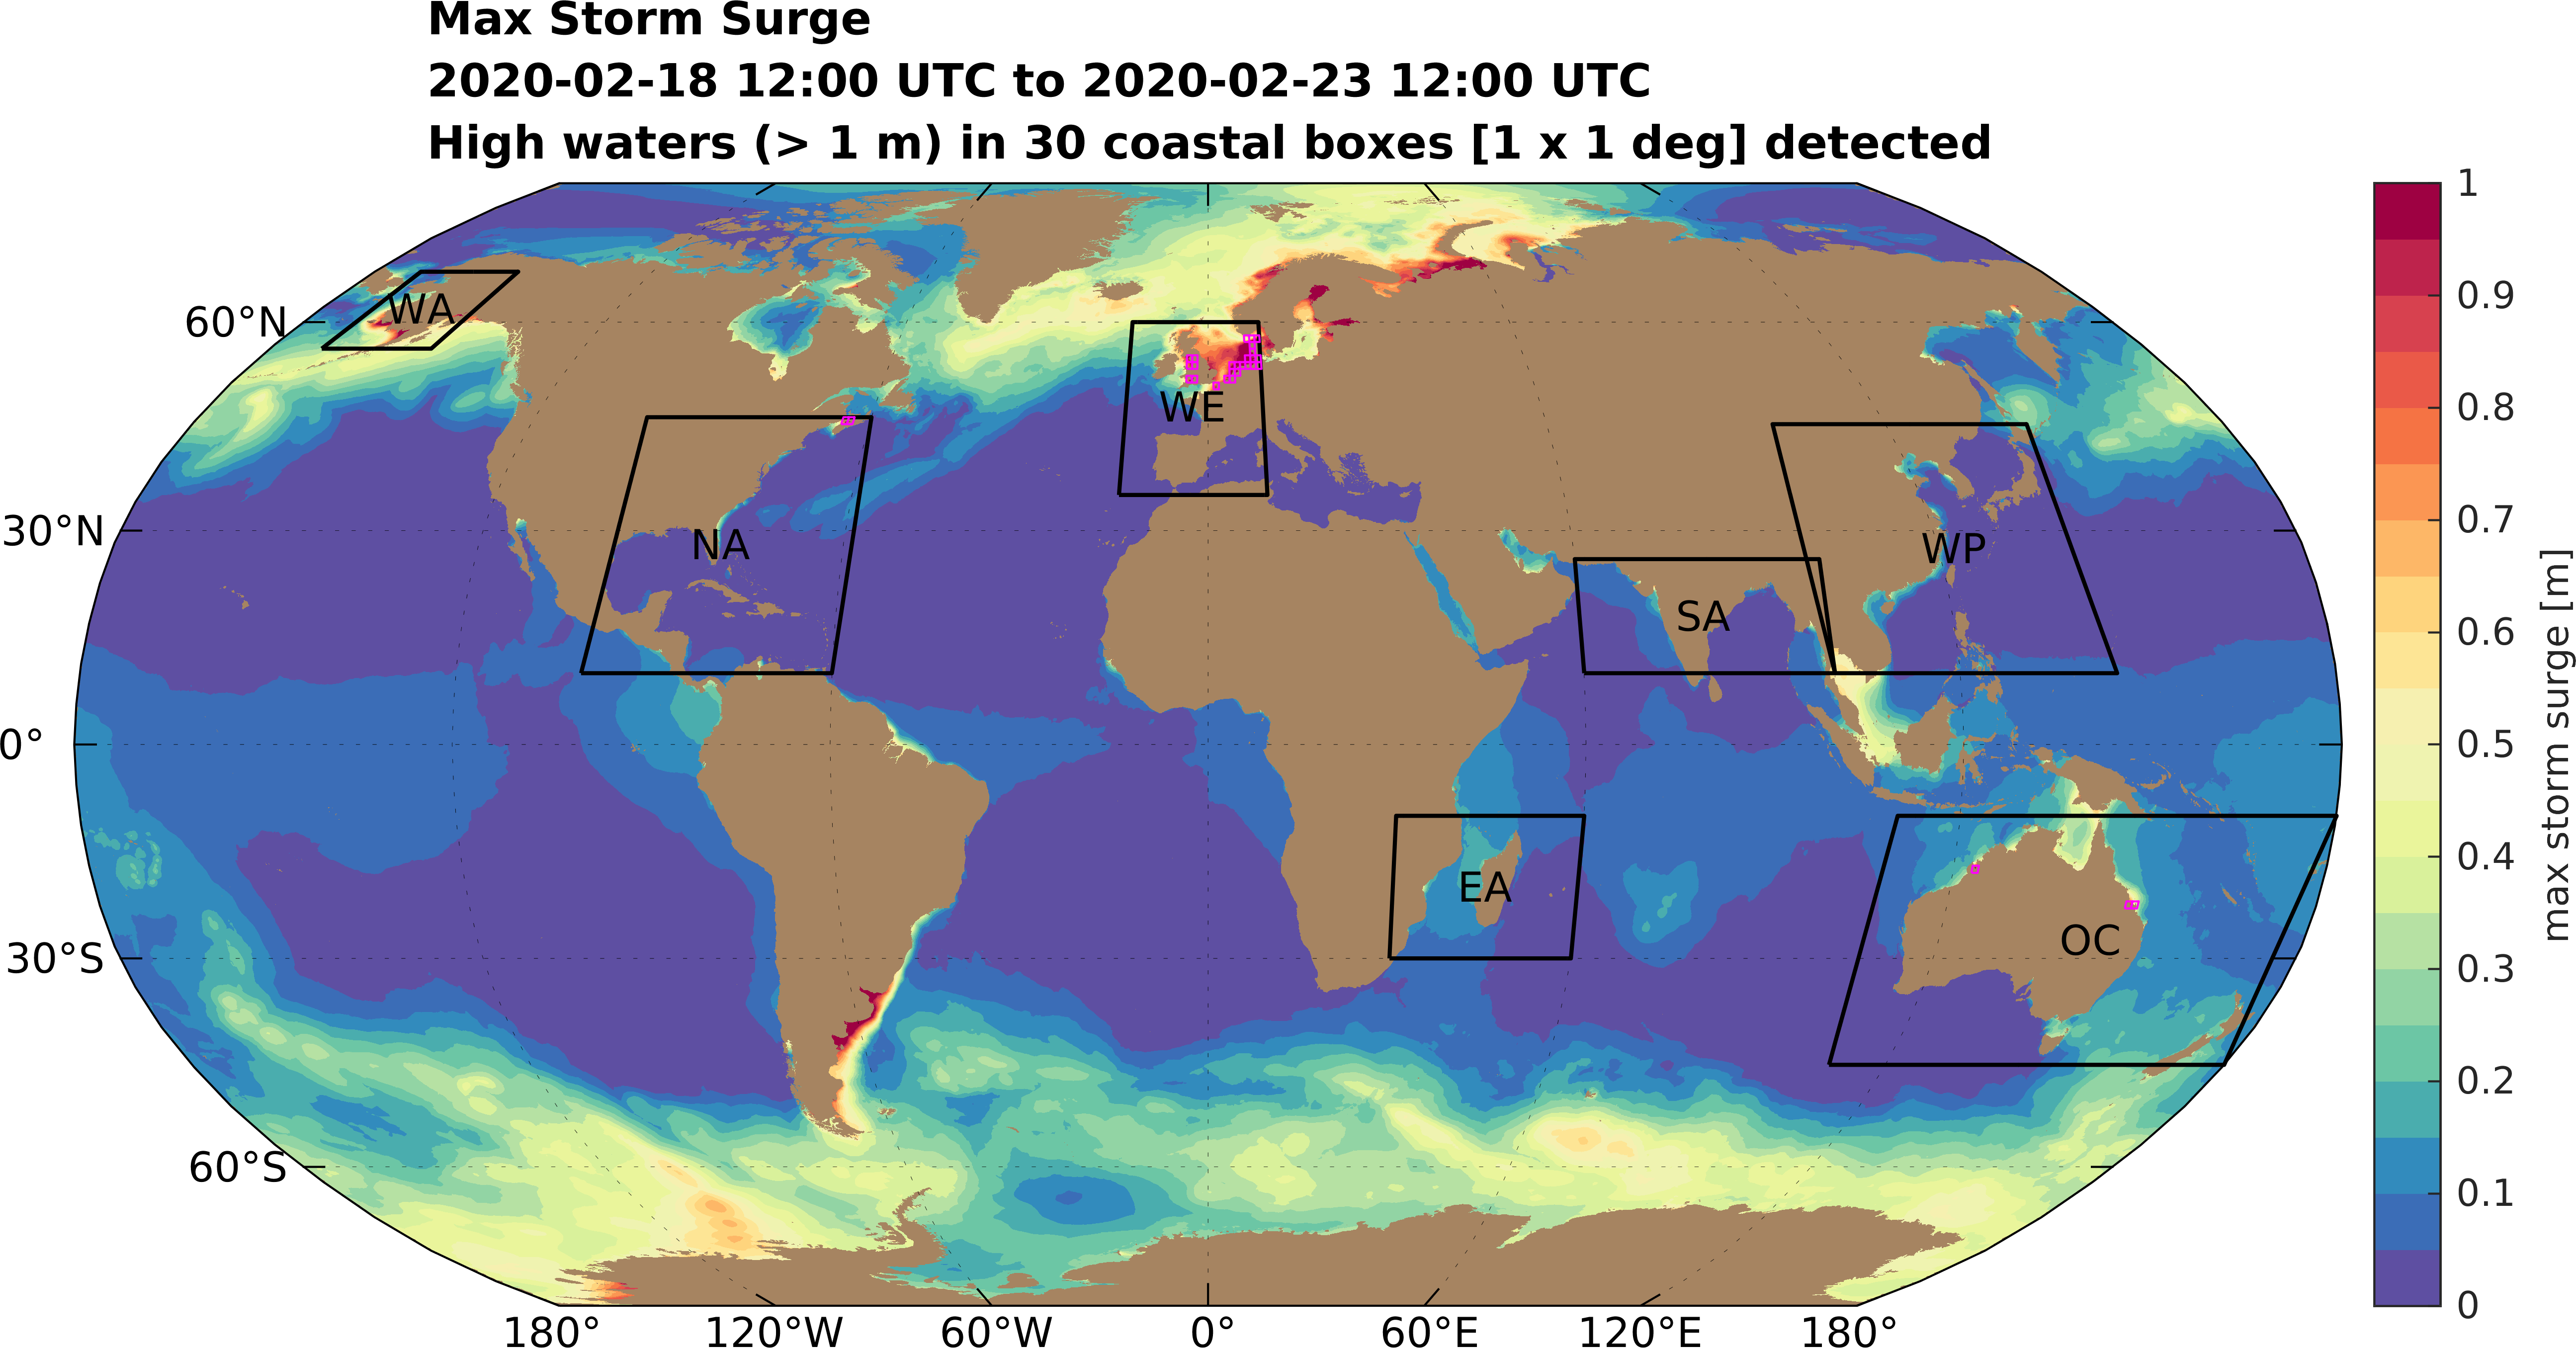 Max Storm Surge
2020-02-18 12:00 UTC to 2020-02-23 12:00 UTC
High waters (> 1 m) in 30 coastal boxes [1 x 1 deg] detected
60°N
30°N
0°
30°S
60°S
WA
NA
WE
SA
WP
EA
OC
180°
120°W
60°W
0°
60°E
120°E
180°
1
0.9
0.8
0.7
0.6
0.5
0.4
0.3
0.2
0.1
0
max storm surge [m]